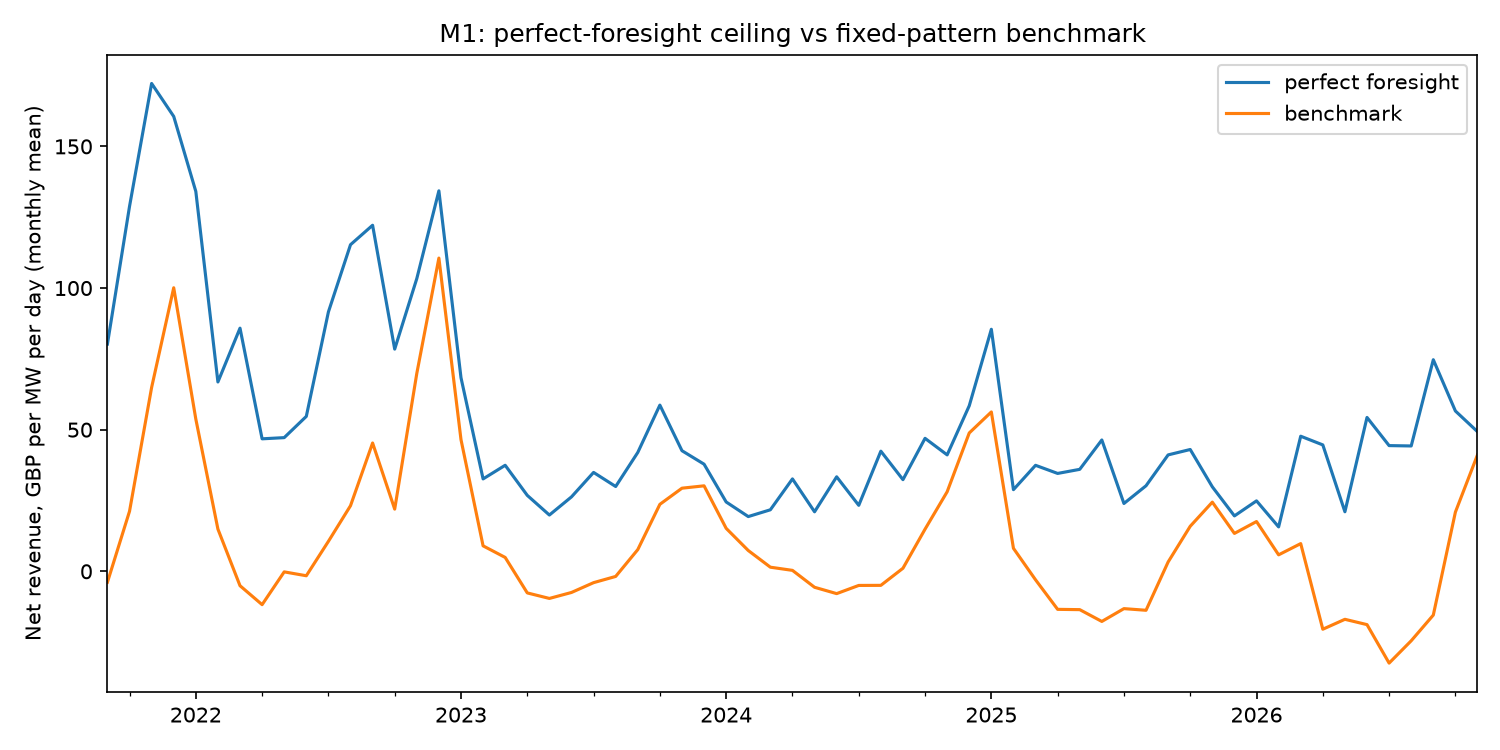 M1: perfect-foresight ceiling vs fixed-pattern benchmark
perfect foresight
benchmark
Net revenue, GBP per MW per day (monthly mean)
150
100
50
0
2022
2023
2024
2025
2026